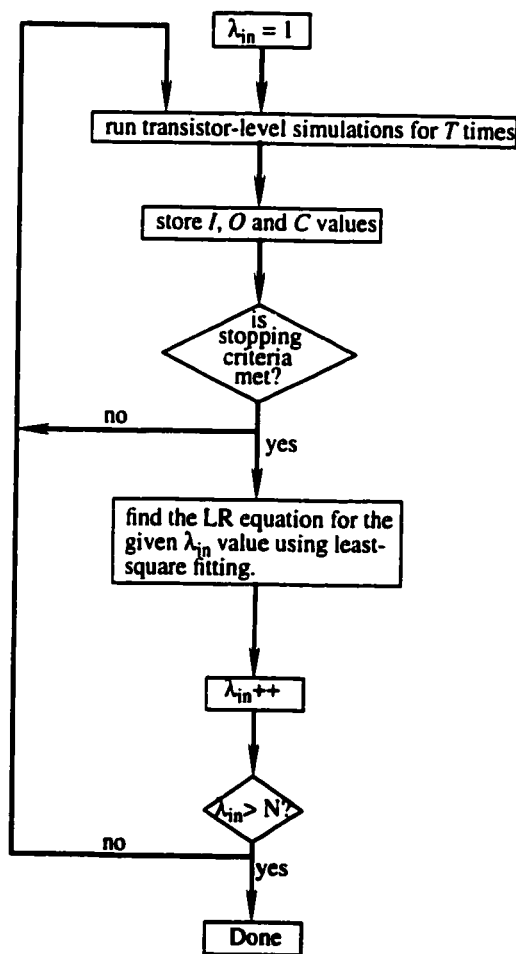 λin = 1
run transistor-level simulations for T times
store I, O and C values
is
stopping
criteria
met?
no
yes
find the LR equation for the
given λin value using least-
square fitting.
λin++
λin> N?
no
yes
Done